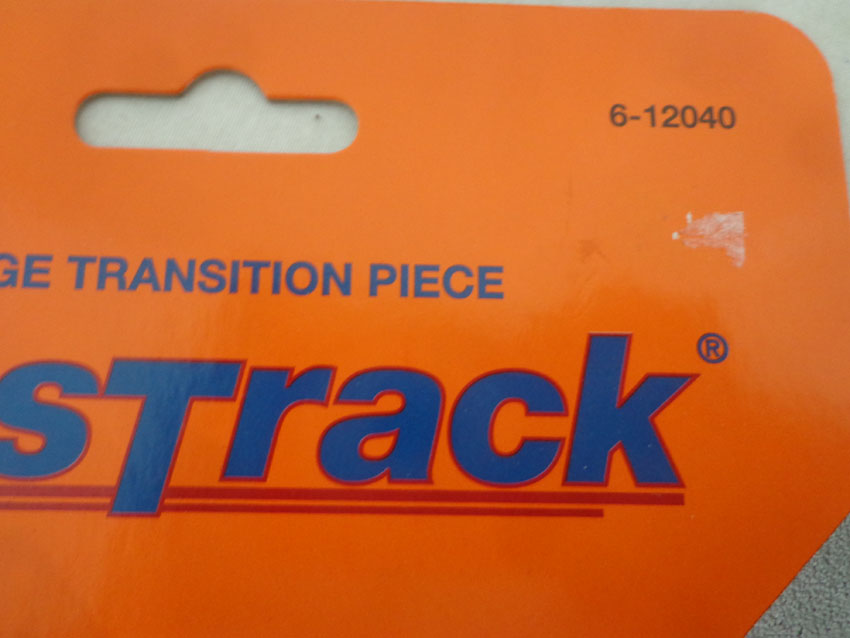 6-12040
GE TRANSITION PIECE
sTrack®